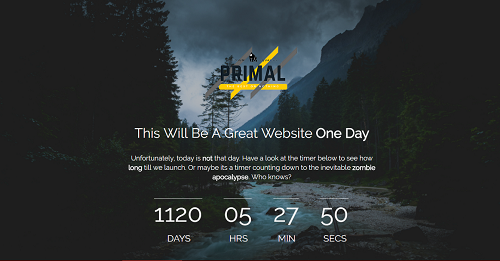 PRIMAL
This Will Be A Great Website One Day
Unfortunately, today is not that day. Have a look at the timer below to see how
long till we launch. Or maybe its a timer counting down to the inevitable zombie
apocalypse. Who knows?
1120 05 27 50
DAYS HRS MIN SECS